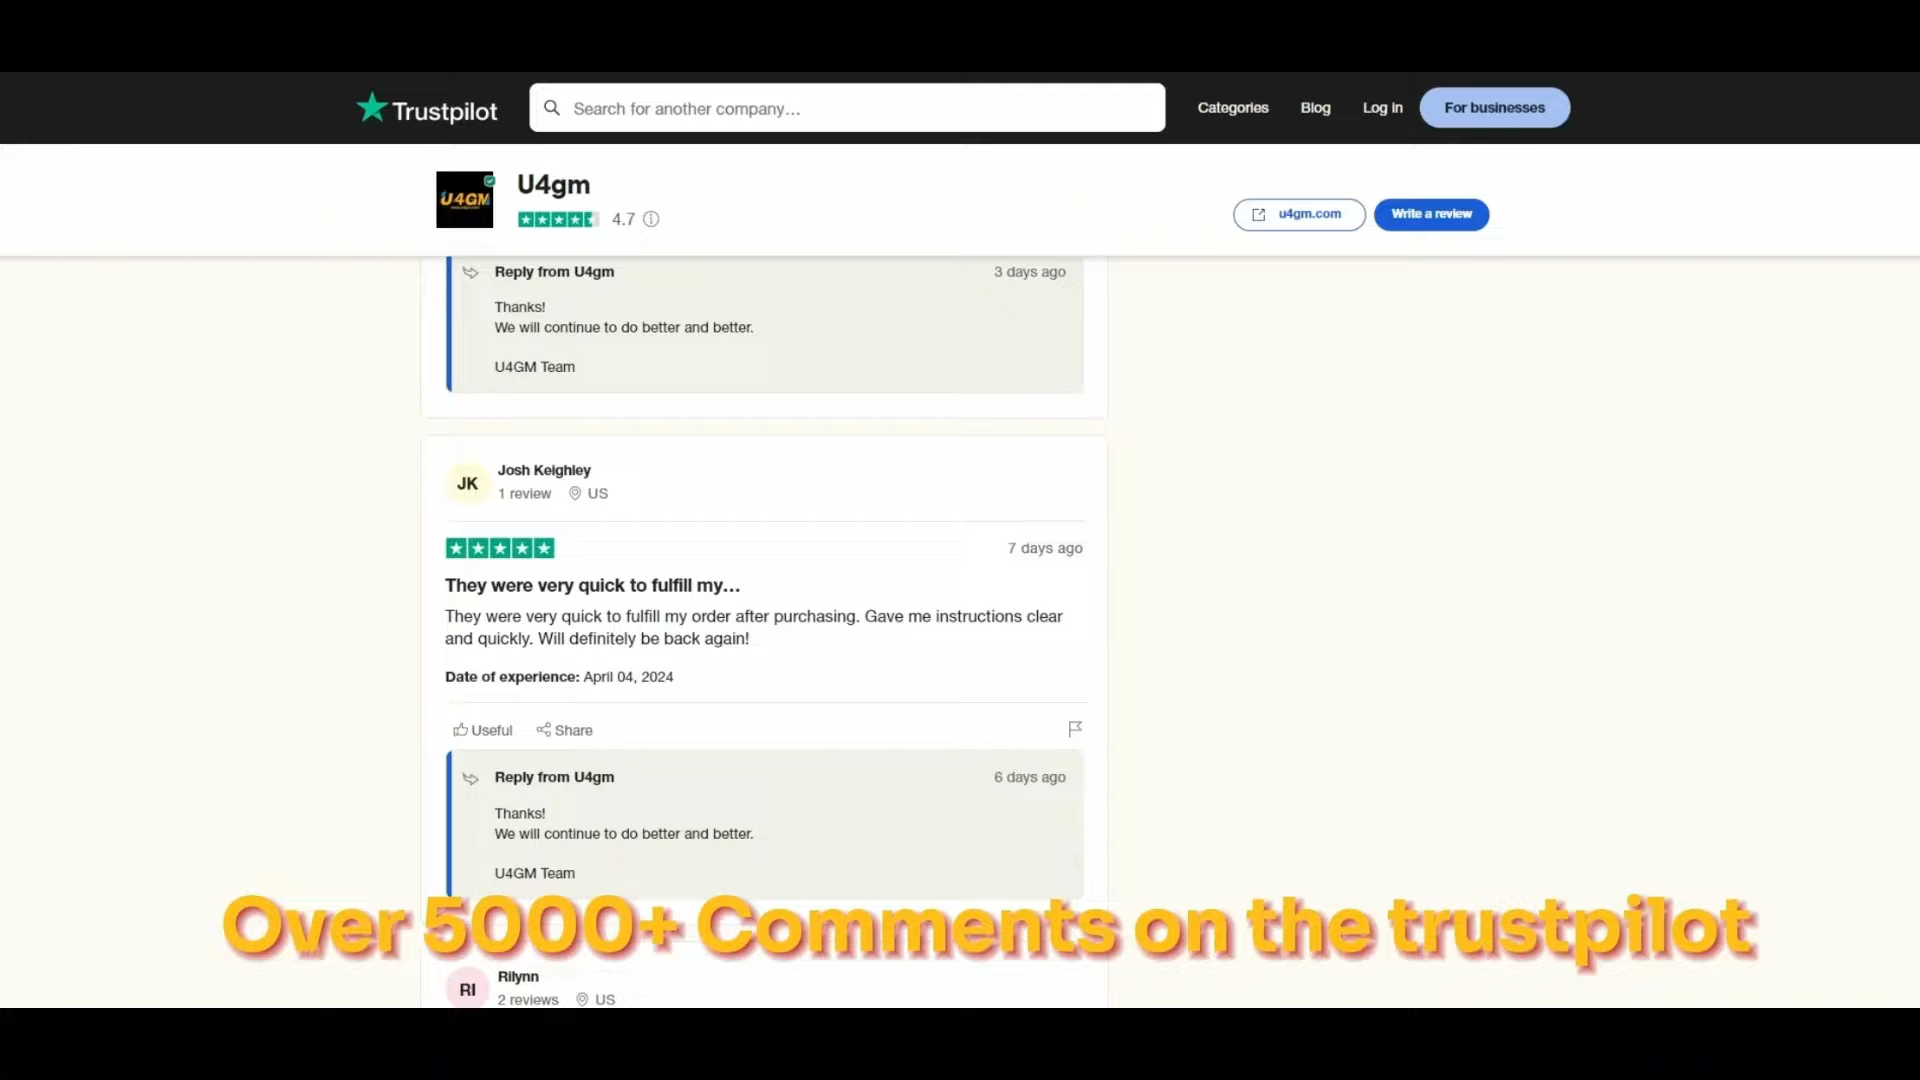 Trustpilot
Search for another company...
Categories
Blog
Log in
For businesses
U4GM
U4gm
4.7
u4gm.com
Write a review
Reply from U4gm
3 days ago
Thanks!
We will continue to do better and better.
U4GM Team
JK
Josh Keighley
1 review
US
7 days ago
They were very quick to fulfill my...
They were very quick to fulfill my order after purchasing. Gave me instructions clear
and quickly. Will definitely be back again!
Date of experience: April 04, 2024
Useful
Share
Reply from U4gm
6 days ago
Thanks!
We will continue to do better and better.
U4GM Team
Over 5000+ Comments on the trustpilot
RI
Rilynn
2 reviews
US